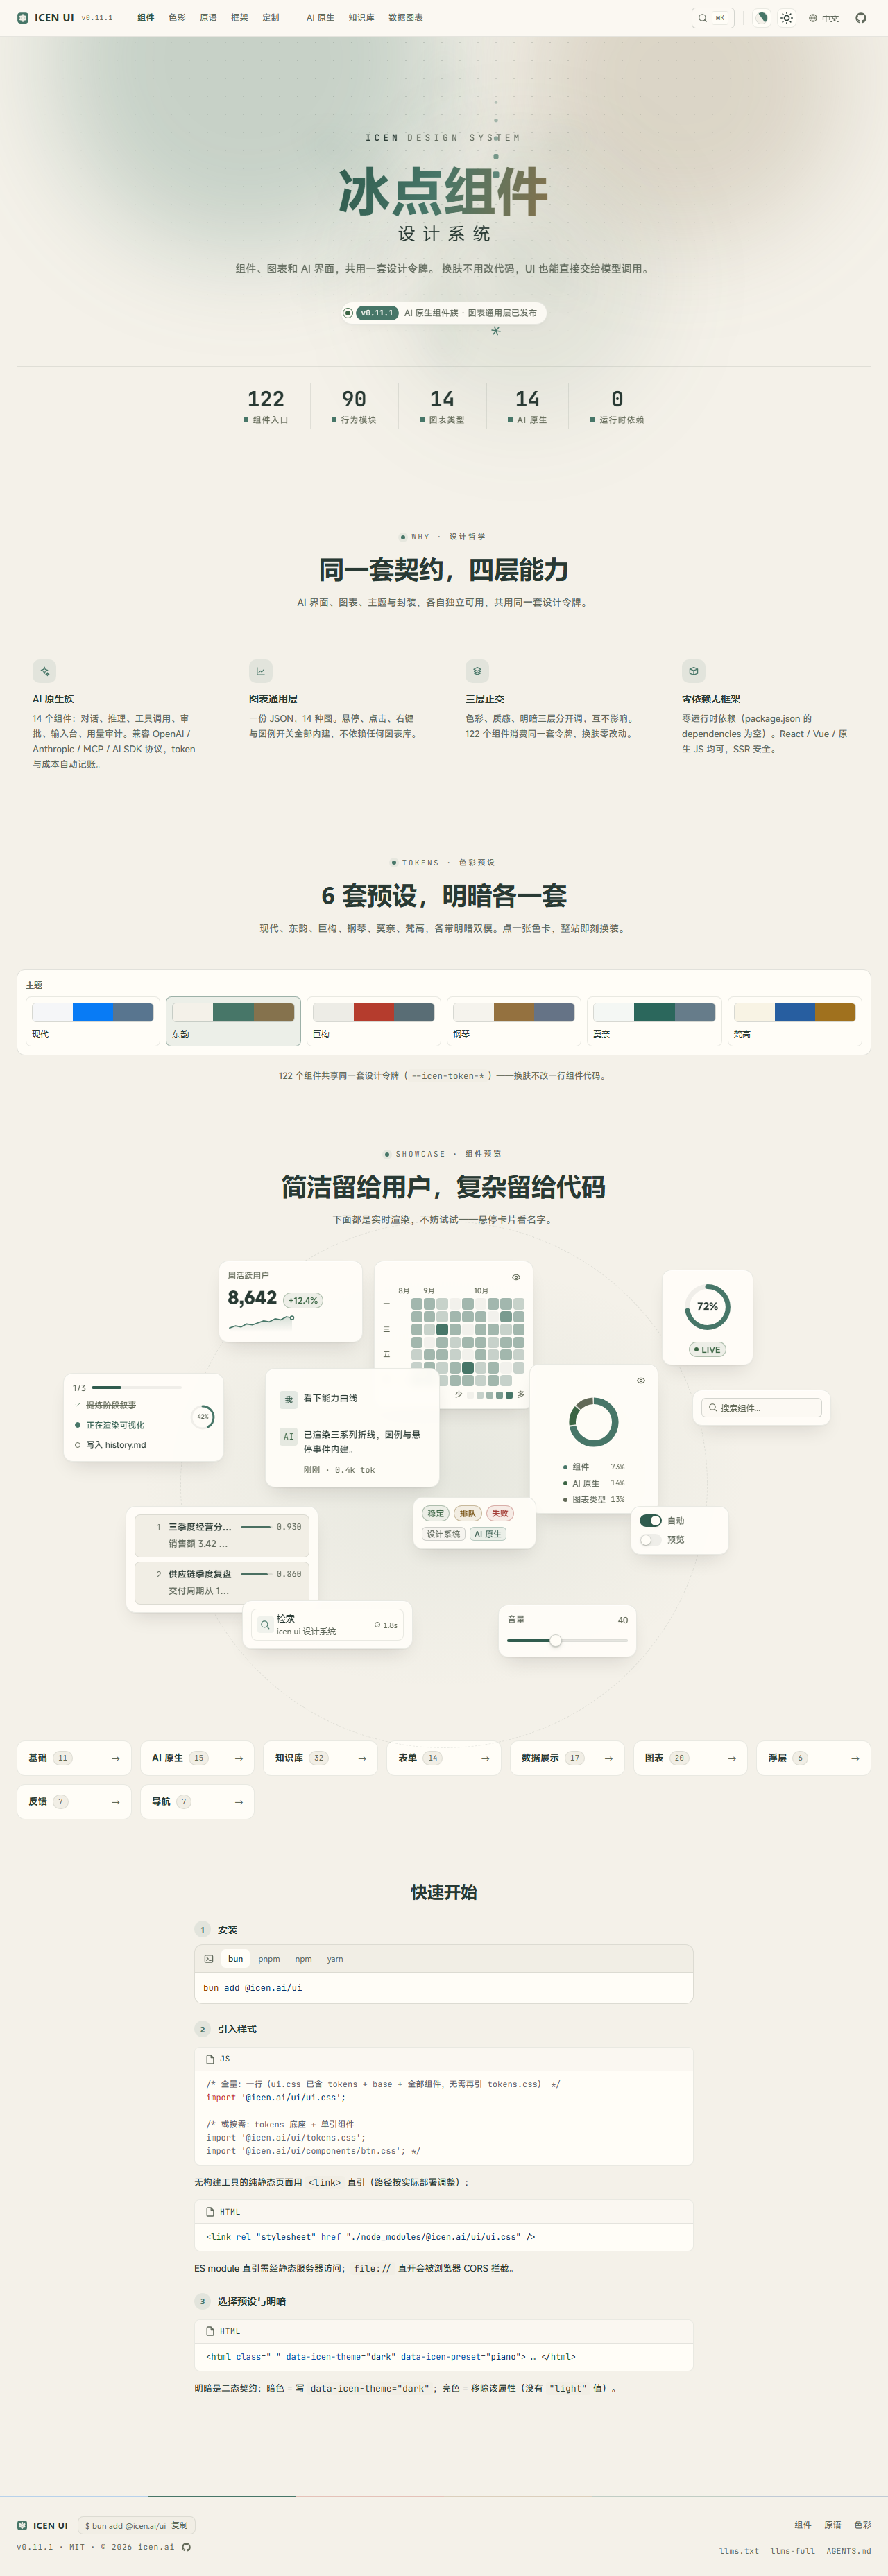 ICEN UI v0.11.1 组件 色彩 原语 框架 定制 AI 原生 知识库 数据图表 ⌘K 中文
ICEN DESIGN SYSTEM
冰点组件
设计系统
组件、图表和 AI 界面，共用一套设计令牌。 换肤不用改代码，UI 也能直接交给模型调用。
v0.11.1 AI 原生组件族 · 图表通用层已发布
122 90 14 14 0
组件入口 行为模块 图表类型 AI 原生 运行时依赖
WHY · 设计哲学
同一套契约，四层能力
AI 界面、图表、主题与封装，各自独立可用，共用同一套设计令牌。
AI 原生族
14 个组件：对话、推理、工具调用、审
批、输入台、用量审计。兼容 OpenAI /
Anthropic / MCP / AI SDK 协议，token
与成本自动记账。
图表通用层
一份 JSON，14 种图。悬停、点击、右键
与图例开关全部内建，不依赖任何图表库。
三层正交
色彩、质感、明暗三层分开调，互不影响。
122 个组件消费同一套令牌，换肤零改动。
零依赖无框架
零运行时依赖（package.json 的
dependencies 为空）。React / Vue / 原
生 JS 均可，SSR 安全。
TOKENS · 色彩预设
6 套预设，明暗各一套
现代、东韵、巨构、钢琴、莫奈、梵高，各带明暗双模。点一张色卡，整站即刻换装。
主题
现代 东韵 巨构 钢琴 莫奈 梵高
122 个组件共享同一套设计令牌（ --icen-token-* ）——换肤不改一行组件代码。
SHOWCASE · 组件预览
简洁留给用户，复杂留给代码
下面都是实时渲染，不妨试试——悬停卡片看名字。
周活跃用户
8,642 +12.4%
8月 9月 10月
一
三
五
少 多
72%
LIVE
1/3
提炼阶段叙事
正在渲染可视化
写入 history.md
42%
我 看下能力曲线
AI 已渲染三系列折线，图例与悬
停事件内建。
刚刚 · 0.4k tok
组件 73%
AI 原生 14%
图表类型 13%
搜索组件...
稳定 排队 失败
设计系统 AI 原生
自动
预览
1 三季度经营分... 0.930
销售额 3.42 ...
2 供应链季度复盘 0.860
交付周期从 1...
检索
icen ui 设计系统
1.8s
音量 40
基础 11 → AI 原生 15 → 知识库 32 → 表单 14 → 数据展示 17 → 图表 20 → 浮层 6 →
反馈 7 → 导航 7 →
快速开始
1 安装
bun pnpm npm yarn
bun add @icen.ai/ui
2 引入样式
JS
/* 全量：一行（ui.css 已含 tokens + base + 全部组件，无需再引 tokens.css） */
import '@icen.ai/ui/ui.css';
/* 或按需：tokens 底座 + 单引组件
import '@icen.ai/ui/tokens.css';
import '@icen.ai/ui/components/btn.css'; */
无构建工具的纯静态页面用 <link> 直引（路径按实际部署调整）：
HTML
<link rel="stylesheet" href="./node_modules/@icen.ai/ui/ui.css" />
ES module 直引需经静态服务器访问； file:// 直开会被浏览器 CORS 拦截。
3 选择预设与明暗
HTML
<html class=" " data-icen-theme="dark" data-icen-preset="piano"> … </html>
明暗是二态契约：暗色 = 写 data-icen-theme="dark" ；亮色 = 移除该属性（没有 "light" 值）。
ICEN UI $ bun add @icen.ai/ui 复制
v0.11.1 · MIT · © 2026 icen.ai
组件 原语 色彩
llms.txt llms-full AGENTS.md